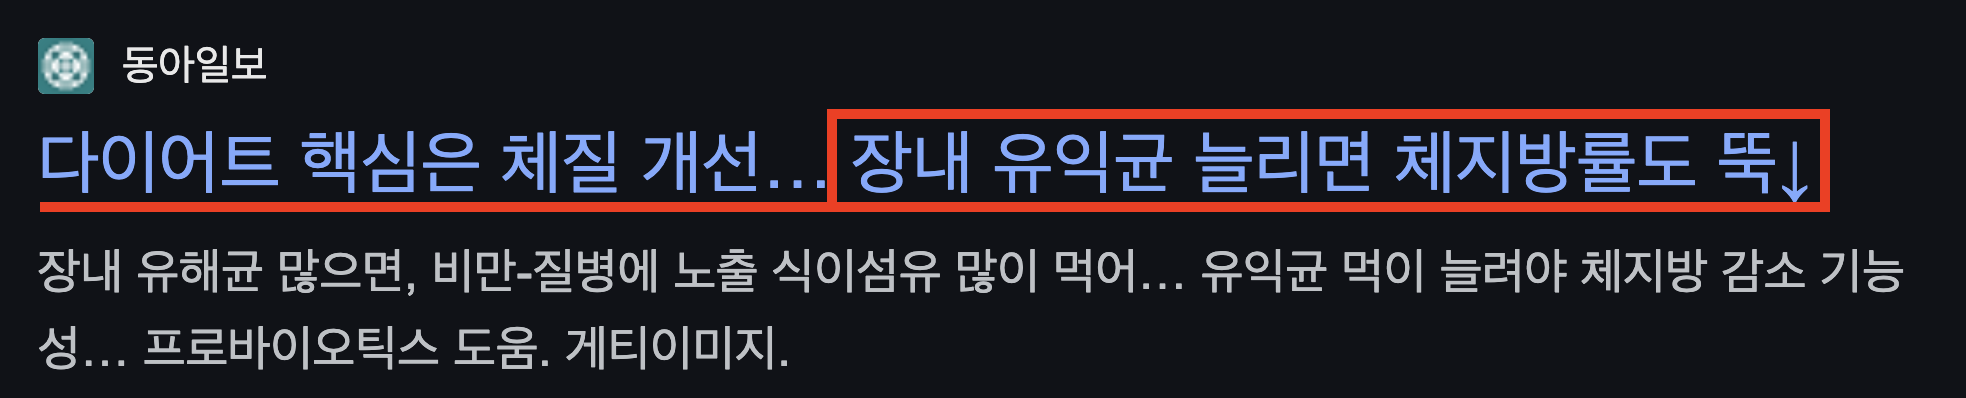 동아일보
다이어트 핵심은 체질 개선... 장내 유익균 늘리면 체지방률도 뚝↓
장내 유해균 많으면, 비만-질병에 노출 식이섬유 많이 먹어... 유익균 먹이 늘려야 체지방 감소 기능
성... 프로바이오틱스 도움. 게티이미지.